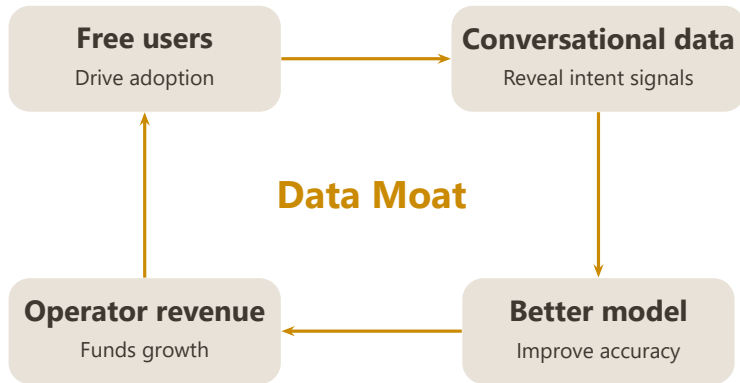 Free users
Drive adoption
Conversational data
Reveal intent signals
Data Moat
Operator revenue
Funds growth
Better model
Improve accuracy